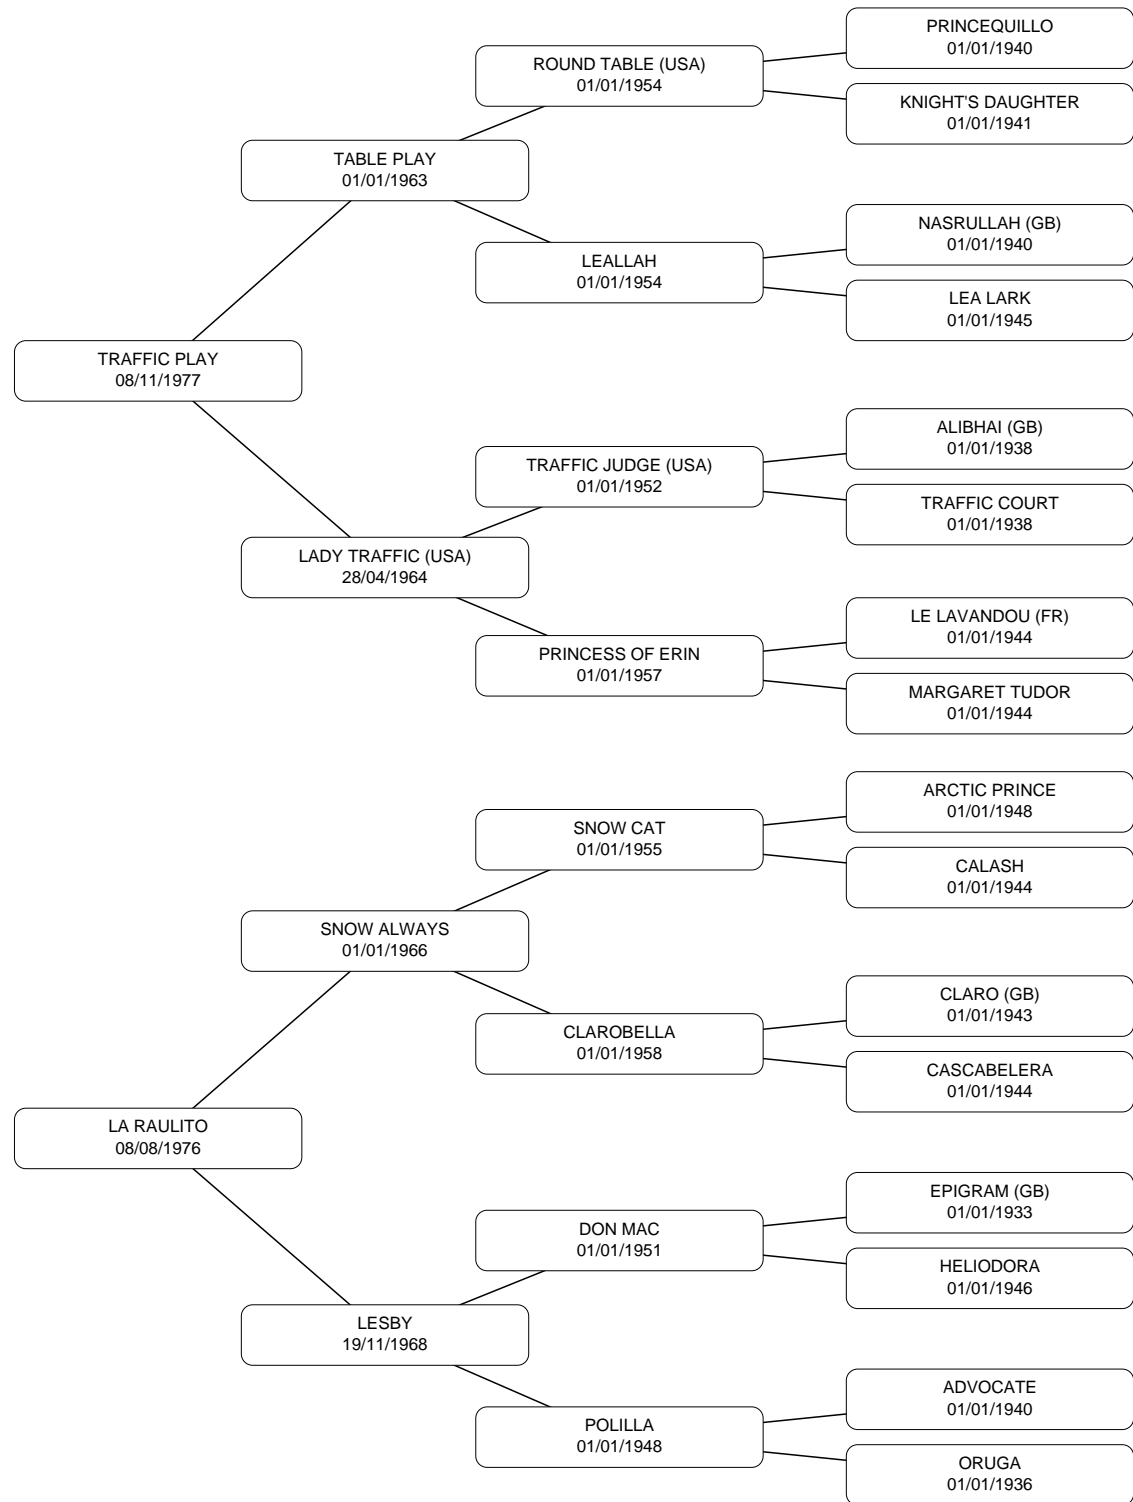 PRINCEQUILLO
01/01/1940
ROUND TABLE (USA)
01/01/1954
KNIGHT'S DAUGHTER
01/01/1941
TABLE PLAY
01/01/1963
NASRULLAH (GB)
01/01/1940
LEALLAH
01/01/1954
LEA LARK
01/01/1945
TRAFFIC PLAY
08/11/1977
ALIBHAI (GB)
01/01/1938
TRAFFIC JUDGE (USA)
01/01/1952
TRAFFIC COURT
01/01/1938
LADY TRAFFIC (USA)
28/04/1964
LE LAVANDOU (FR)
01/01/1944
PRINCESS OF ERIN
01/01/1957
MARGARET TUDOR
01/01/1944
ARCTIC PRINCE
01/01/1948
SNOW CAT
01/01/1955
CALASH
01/01/1944
SNOW ALWAYS
01/01/1966
CLARO (GB)
01/01/1943
CLAROBELLA
01/01/1958
CASCABELERA
01/01/1944
LA RAULITO
08/08/1976
EPIGRAM (GB)
01/01/1933
DON MAC
01/01/1951
HELIODORA
01/01/1946
LESBY
19/11/1968
ADVOCATE
01/01/1940
POLILLA
01/01/1948
ORUGA
01/01/1936